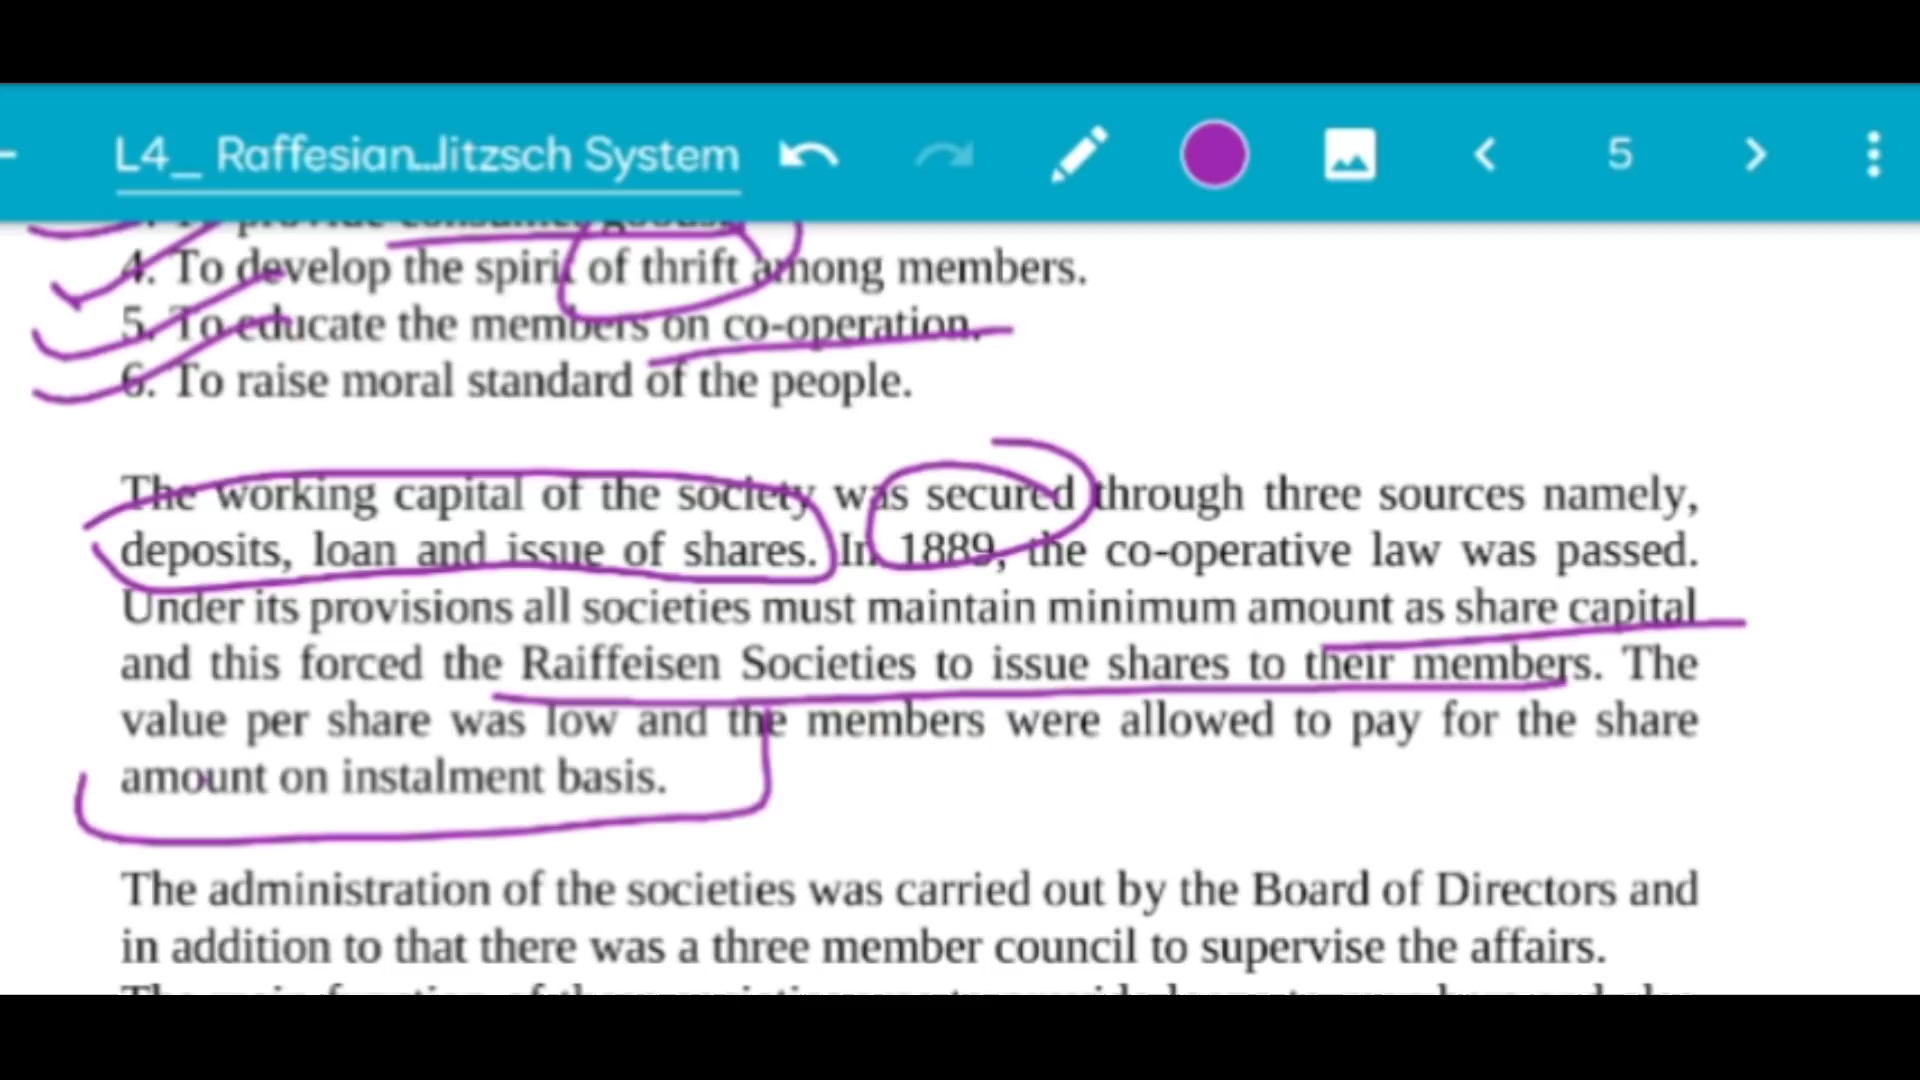 L4_ Raffesian...litzsch System
5
To provide consumer goods.
4. To develop the spirit of thrift among members.
5. To educate the members on co-operation.
6. To raise moral standard of the people.
The working capital of the society was secured through three sources namely,
deposits, loan and issue of shares. In 1889, the co-operative law was passed.
Under its provisions all societies must maintain minimum amount as share capital
and this forced the Raiffeisen Societies to issue shares to their members. The
value per share was low and the members were allowed to pay for the share
amount on instalment basis.
The administration of the societies was carried out by the Board of Directors and
in addition to that there was a three member council to supervise the affairs.